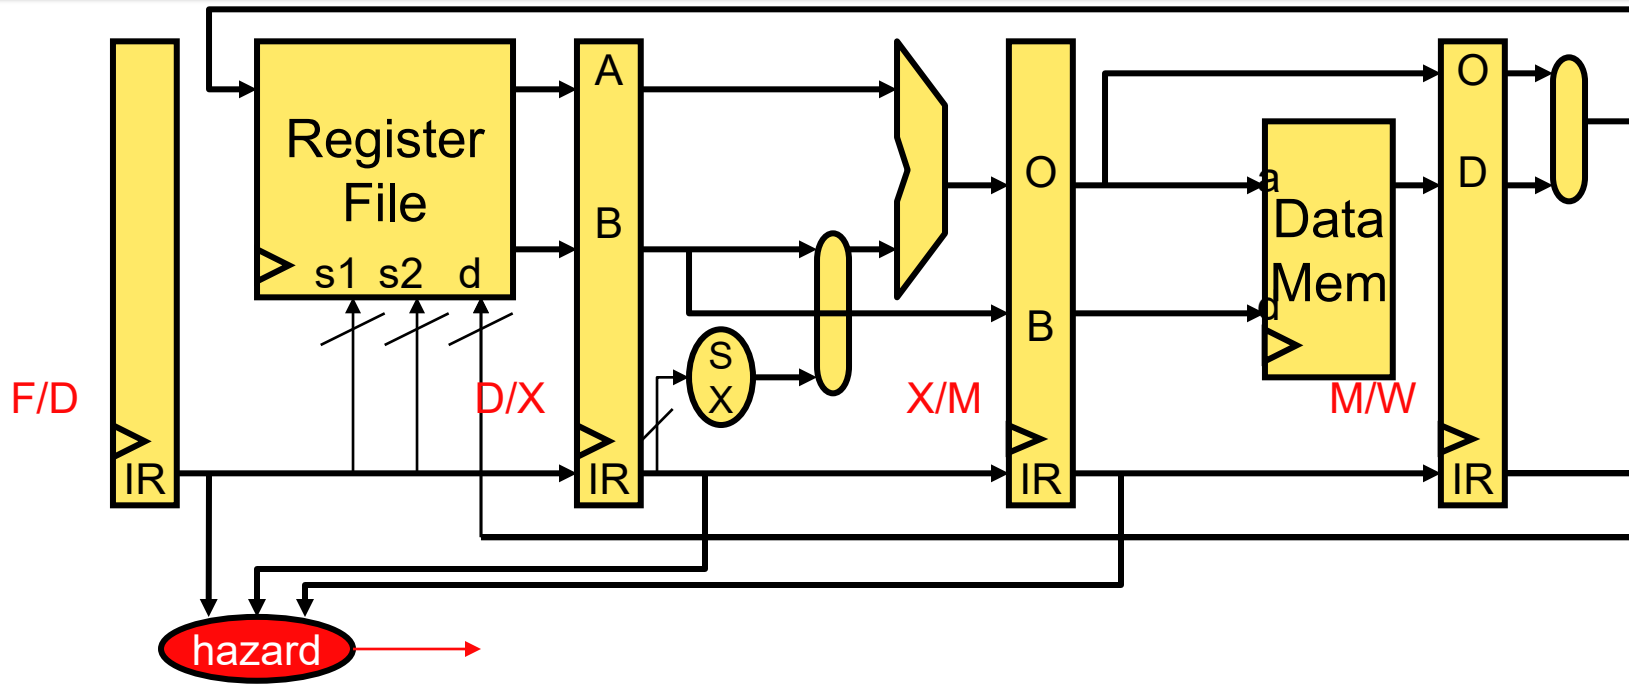 A
O
Register
File
O
D
a
Data
Mem
d
B
s1 s2 d
S
X
B
F/D
D/X
X/M
M/W
IR
IR
IR
IR
hazard